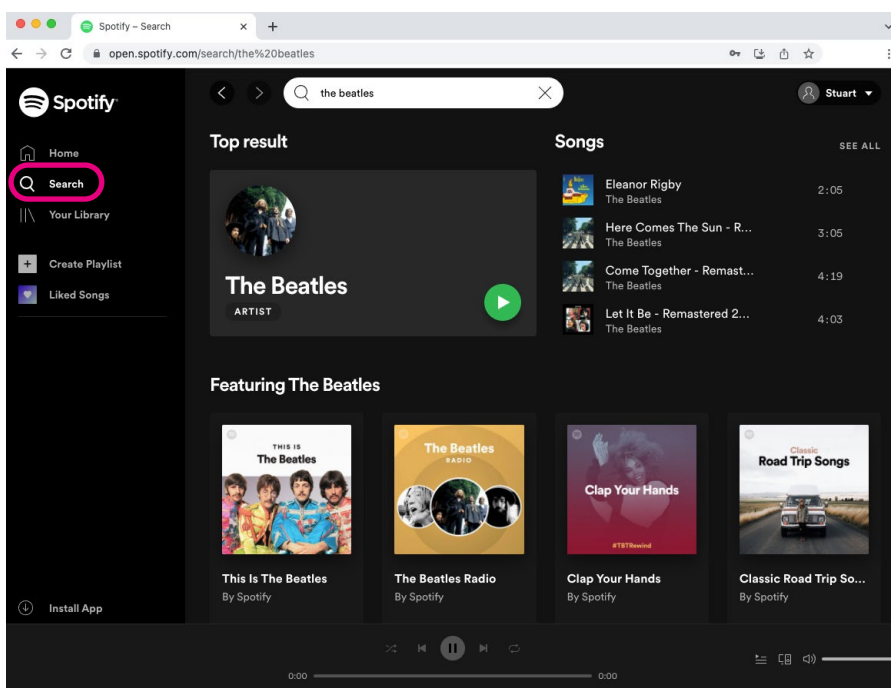 Spotify – Search
open.spotify.com/search/the%20beatles
Spotify
the beatles
Stuart
Home
Search
Your Library
Create Playlist
Liked Songs
Install App
Top result
The Beatles
ARTIST
Songs
SEE ALL
Eleanor Rigby
2:05
The Beatles
Here Comes The Sun - R...
3:05
The Beatles
Come Together - Remast...
4:19
The Beatles
Let It Be - Remastered 2...
4:03
The Beatles
Featuring The Beatles
THIS IS
The Beatles
This Is The Beatles
By Spotify
The Beatles
RADIO
The Beatles Radio
By Spotify
Clap Your Hands
#TBTRewind
Clap Your Hands
By Spotify
Classic
Road Trip Songs
Classic Road Trip So...
By Spotify
0:00
0:00